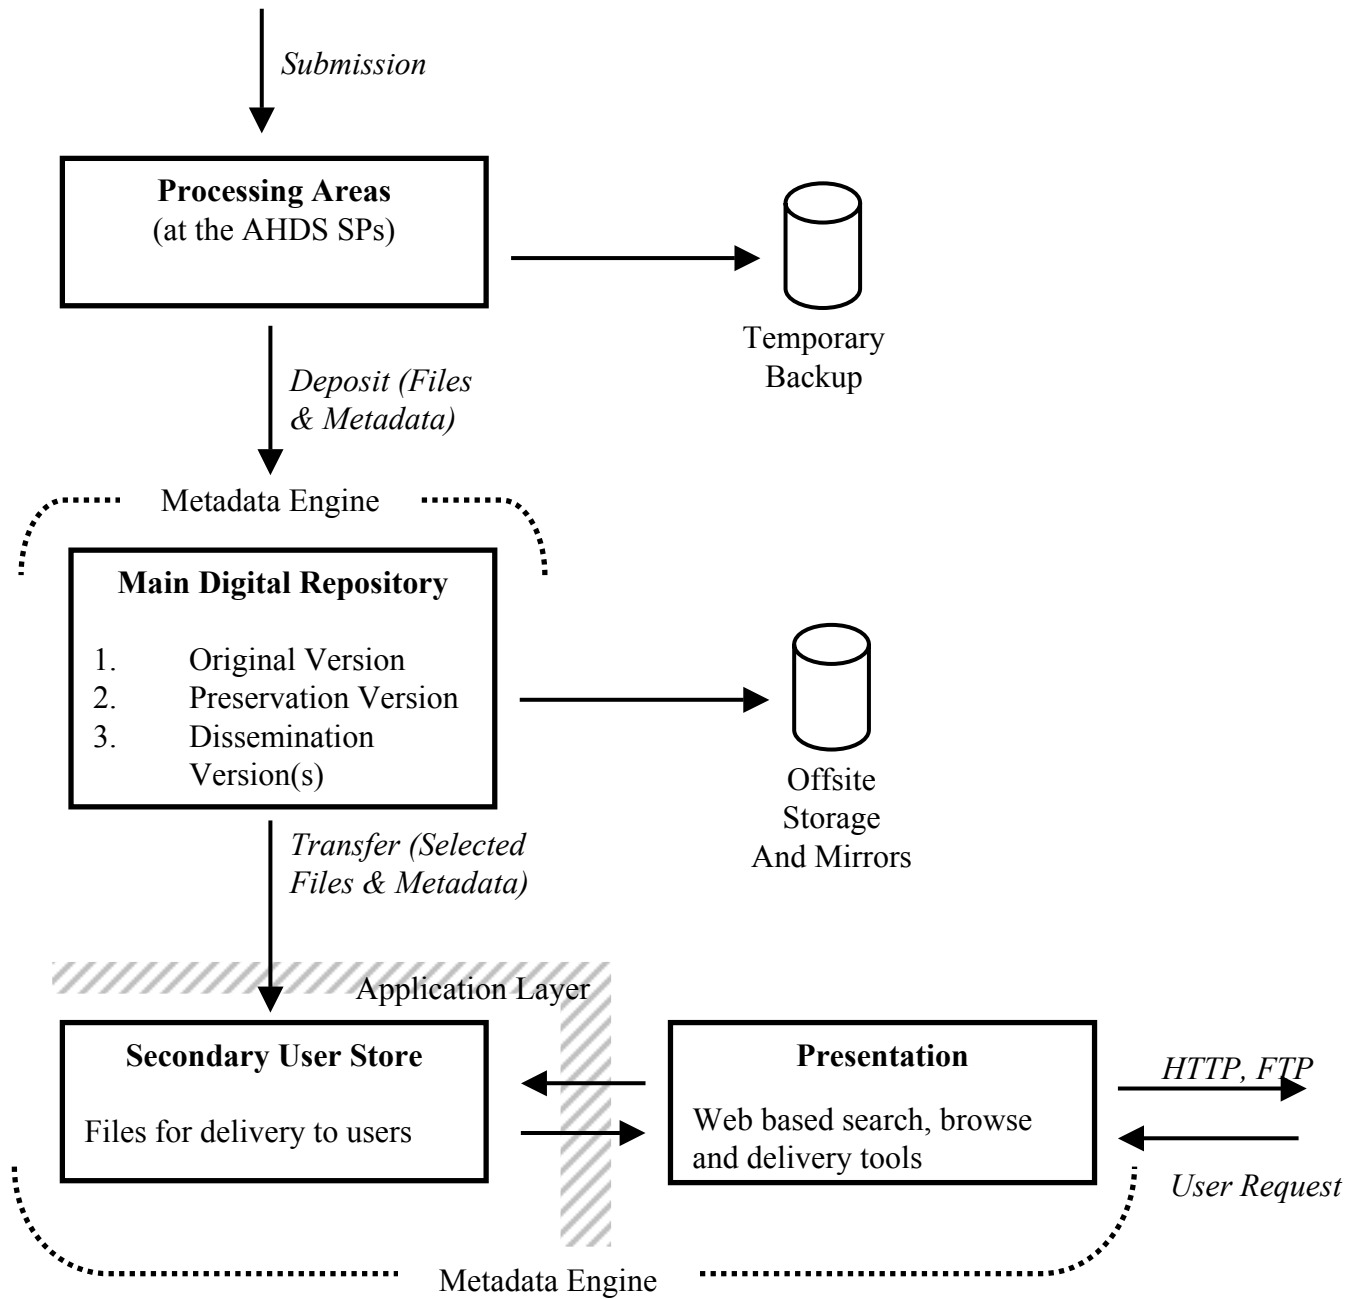 Submission
Processing Areas
(at the AHDS SPs)
Temporary
Backup
Deposit (Files
& Metadata)
Metadata Engine
Main Digital Repository
1. Original Version
2. Preservation Version
3. Dissemination
Version(s)
Offsite
Storage
And Mirrors
Transfer (Selected
Files & Metadata)
Application Layer
Secondary User Store
Files for delivery to users
Presentation
Web based search, browse
and delivery tools
HTTP, FTP
User Request
Metadata Engine